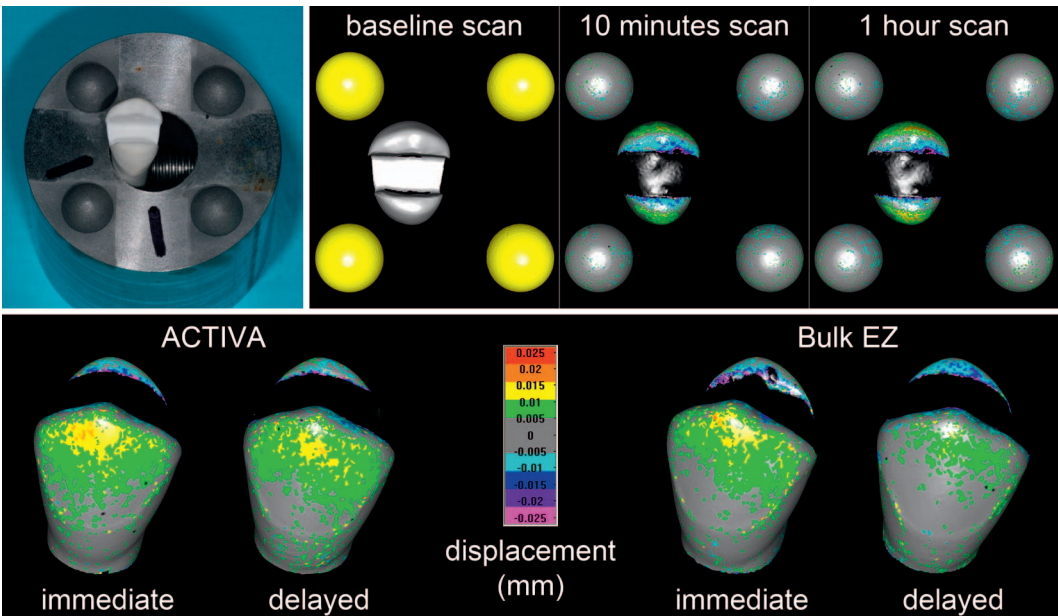 baseline scan
10 minutes scan
1 hour scan
ACTIVA
Bulk EZ
0.025
0.02
0.015
0.01
0.005
0
-0.005
-0.01
-0.015
-0.02
-0.025
displacement
(mm)
immediate
delayed
immediate
delayed